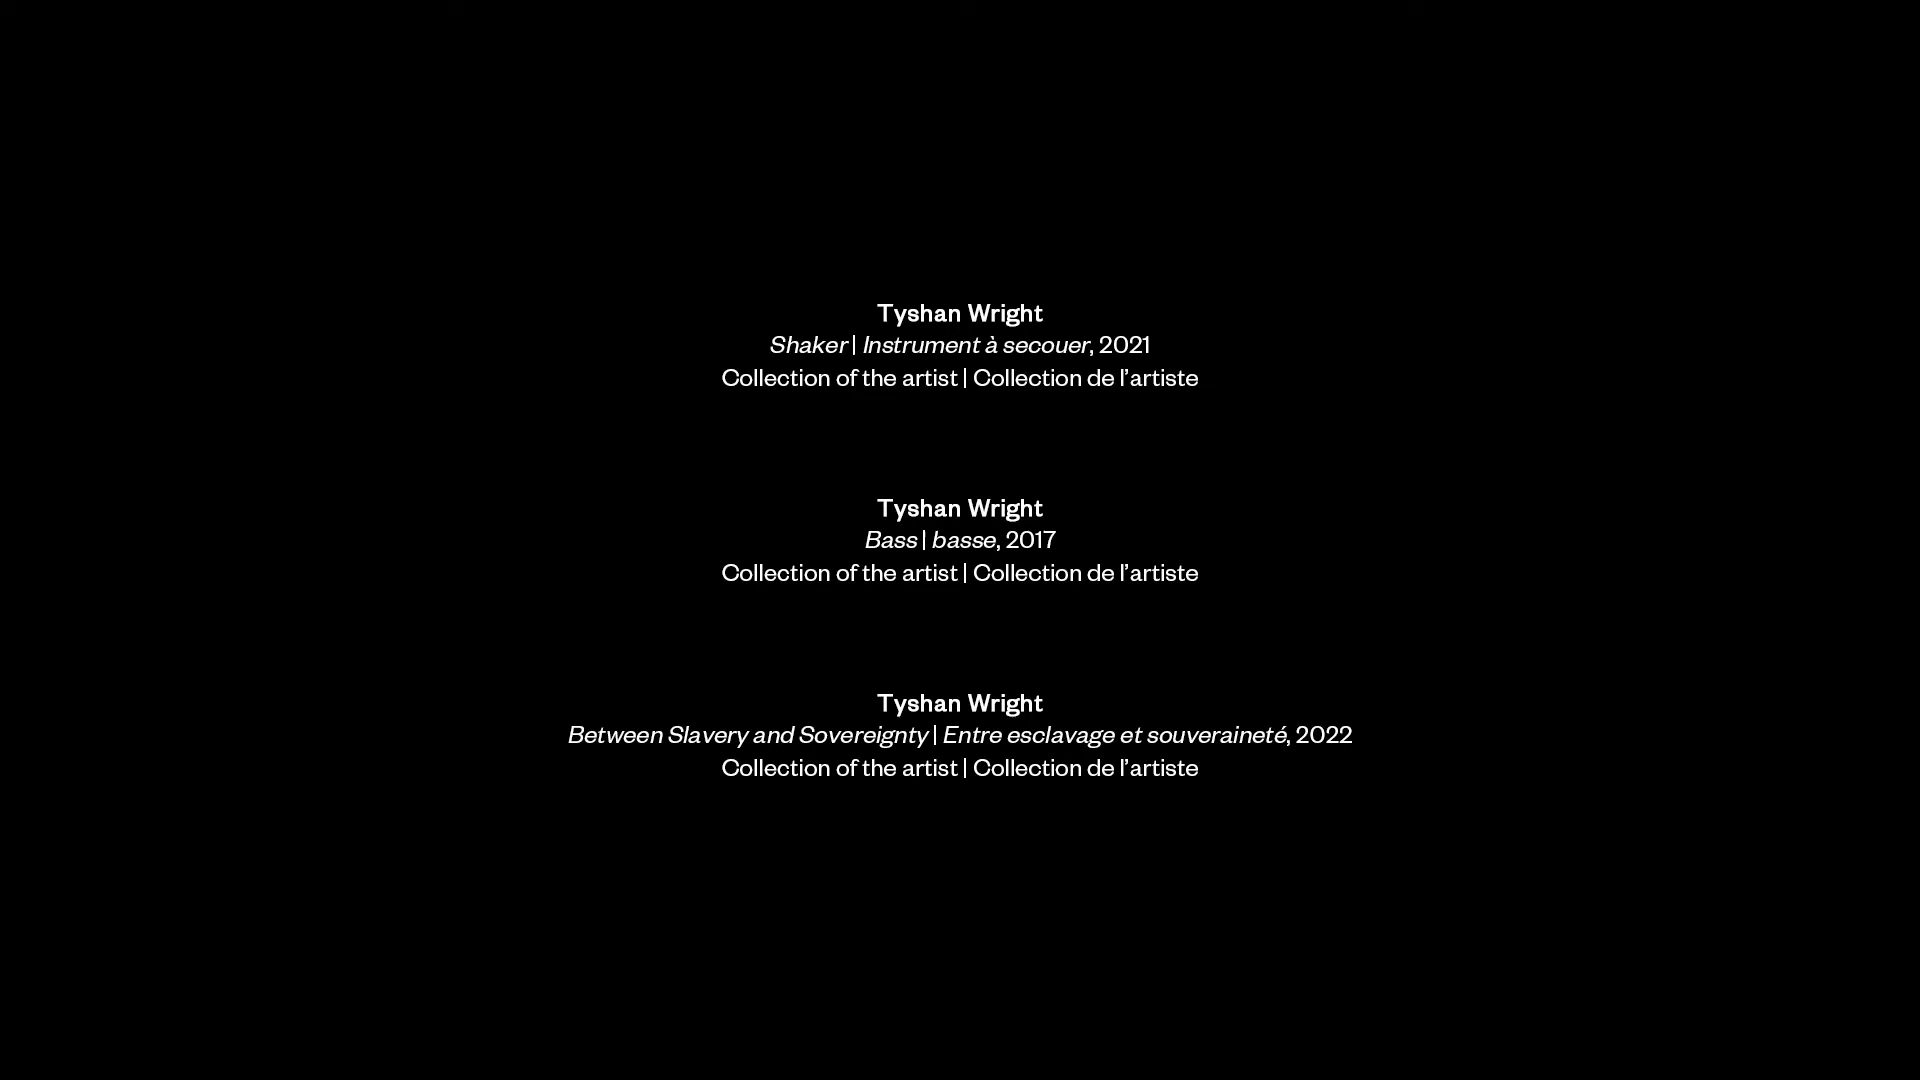 Tyshan Wright
Shaker | Instrument à secouer, 2021
Collection of the artist | Collection de l’artiste
Tyshan Wright
Bass | basse, 2017
Collection of the artist | Collection de l’artiste
Tyshan Wright
Between Slavery and Sovereignty | Entre esclavage et souveraineté, 2022
Collection of the artist | Collection de l’artiste